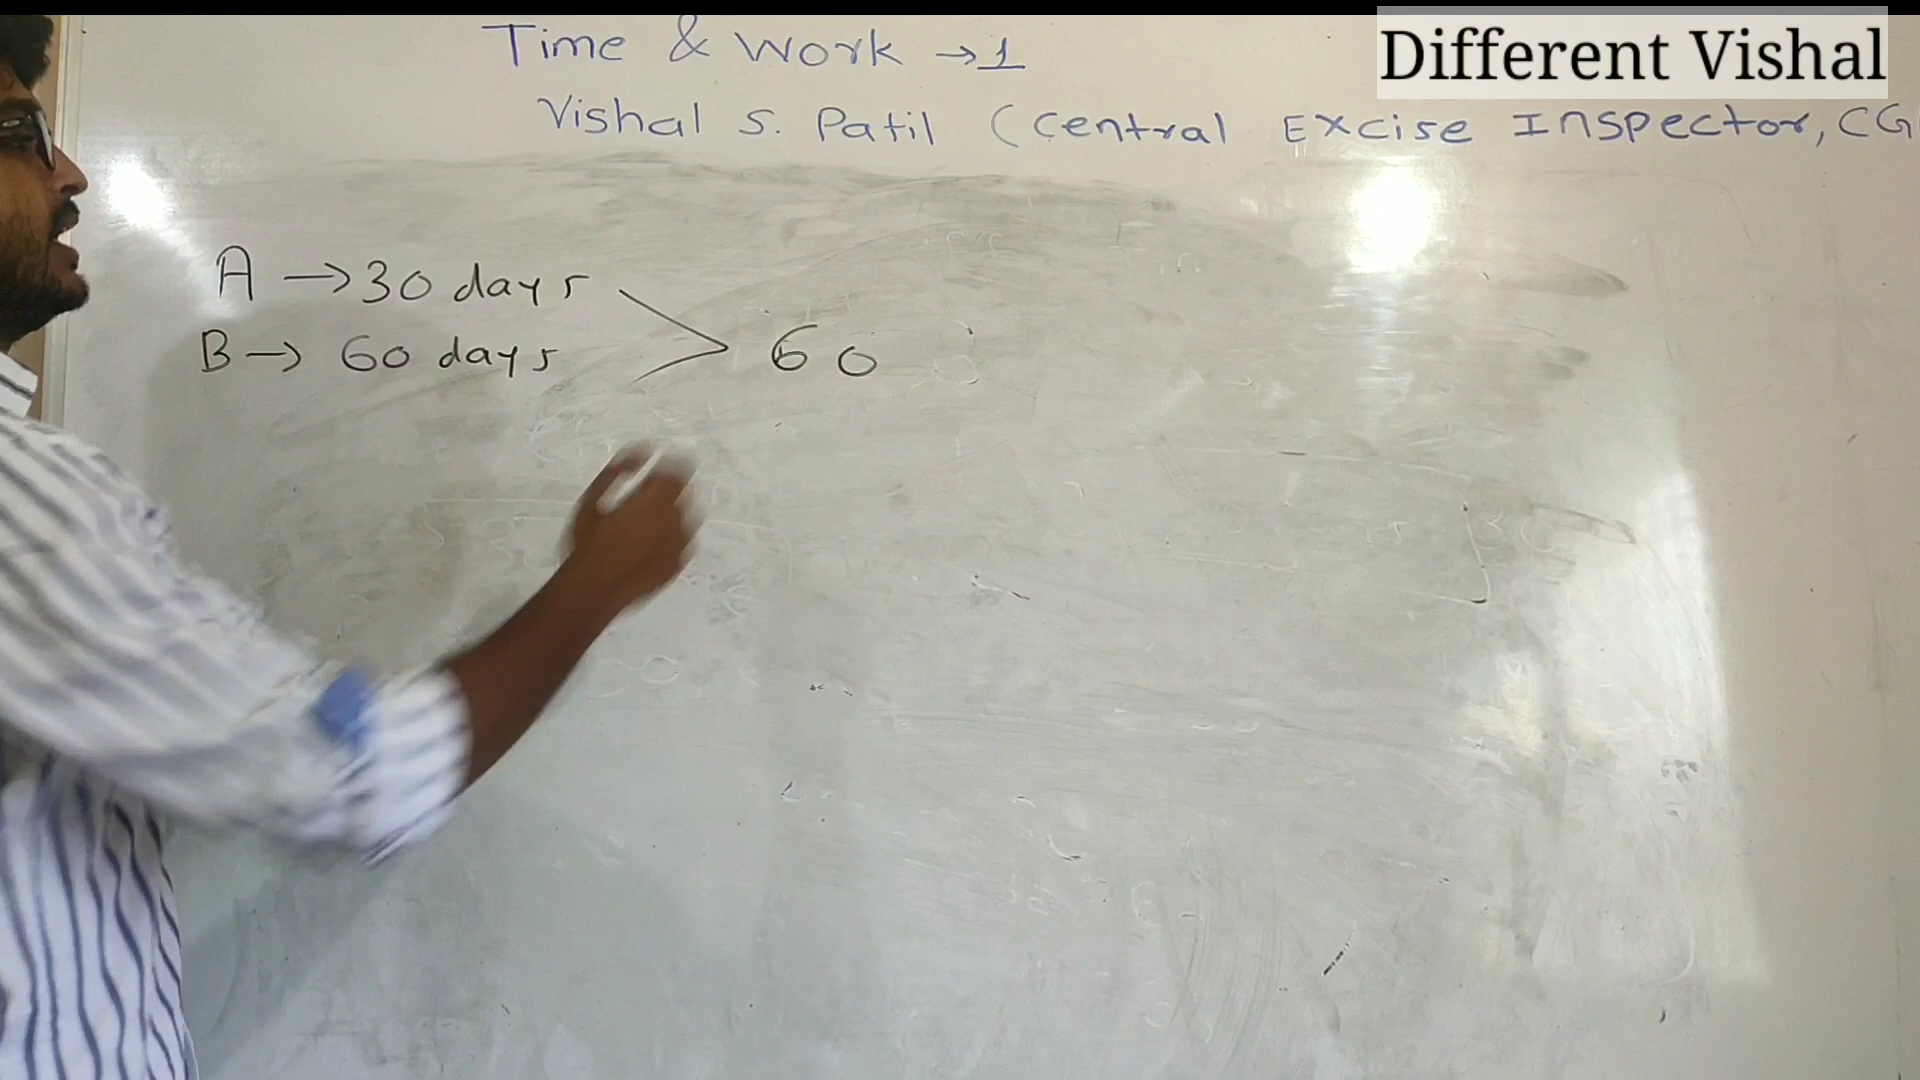 Different Vishal
Time & Work → 1
Vishal S. Patil (Central Excise Inspector, CG
A → 30 days
B → 60 days
60